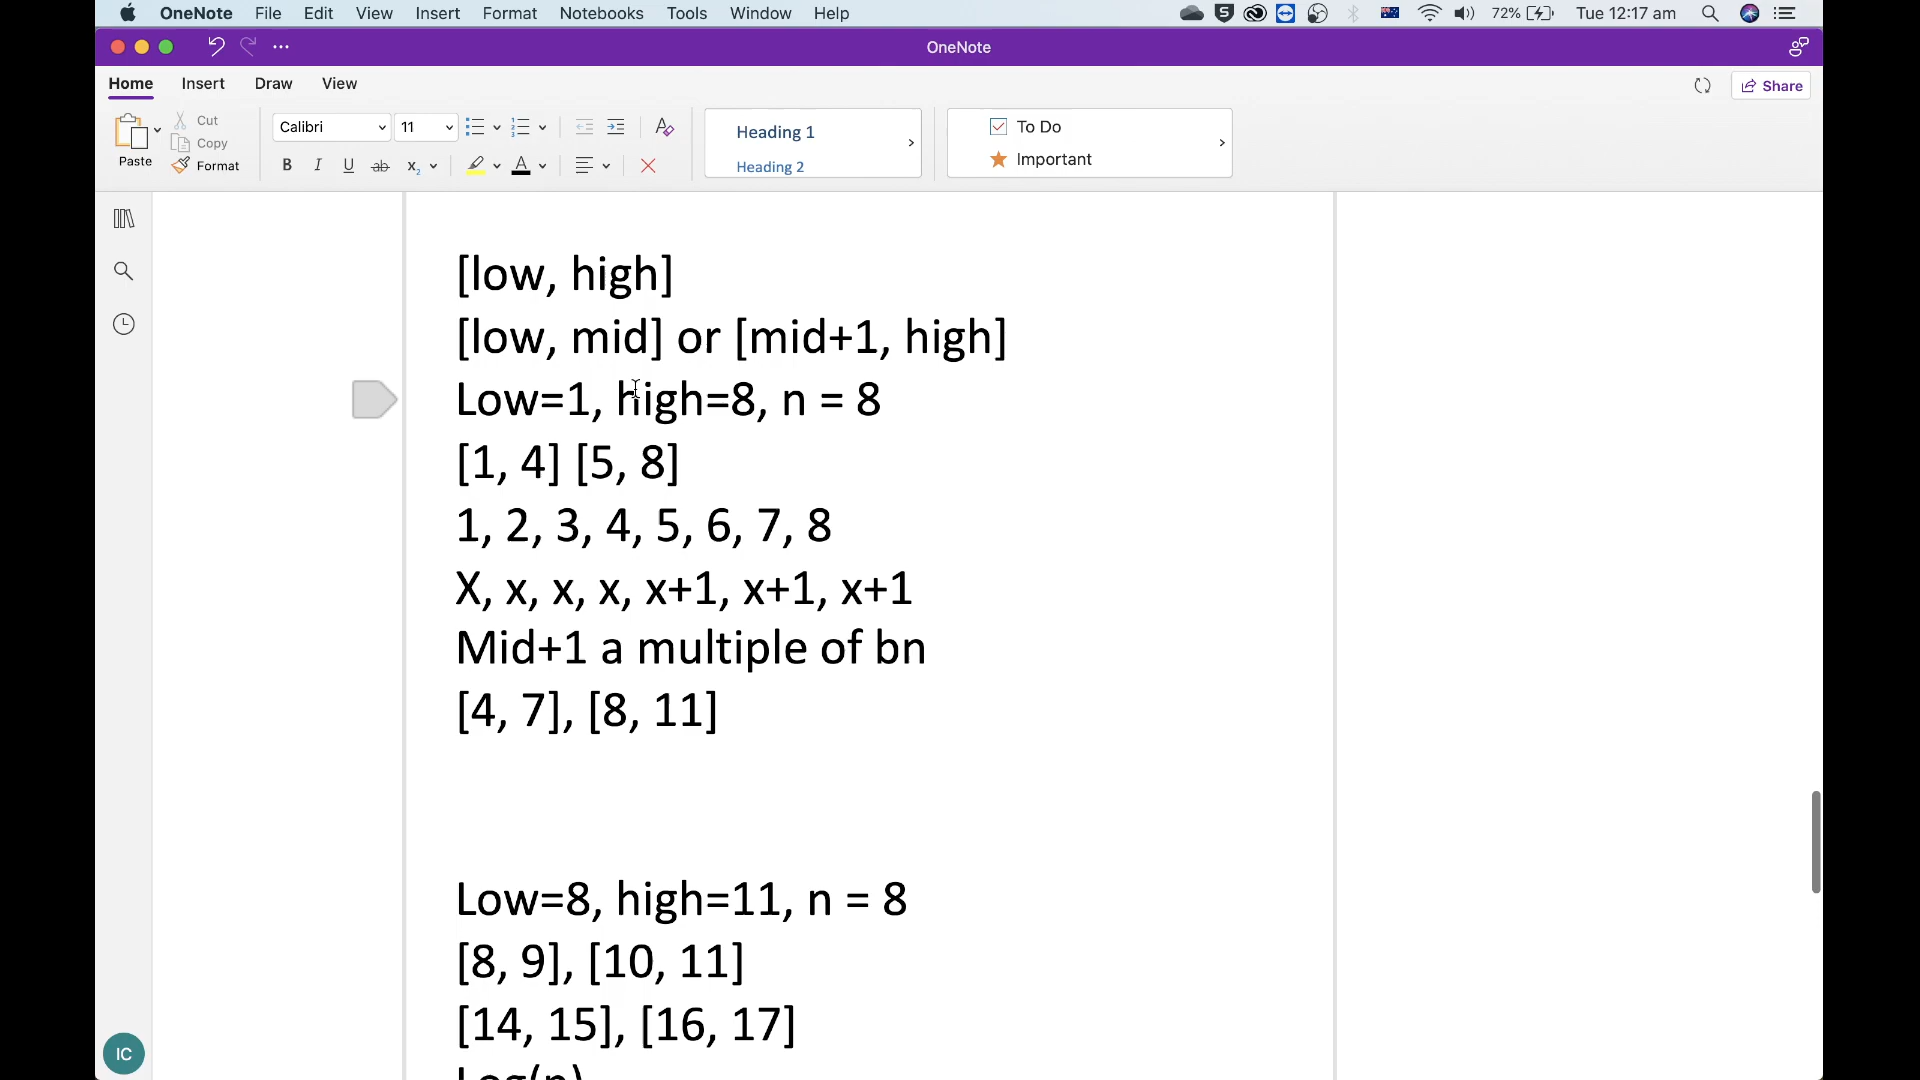 OneNote File Edit View Insert Format Notebooks Tools Window Help 72% Tue 12:17 am
OneNote
Home Insert Draw View Share
Paste Cut Copy Format
Calibri 11
B I U ab x2 A
Heading 1
Heading 2
To Do
Important
[low, high]
[low, mid] or [mid+1, high]
Low=1, high=8, n = 8
[1, 4] [5, 8]
1, 2, 3, 4, 5, 6, 7, 8
X, x, x, x, x+1, x+1, x+1
Mid+1 a multiple of bn
[4, 7], [8, 11]
Low=8, high=11, n = 8
[8, 9], [10, 11]
[14, 15], [16, 17]
Log(n)
IC